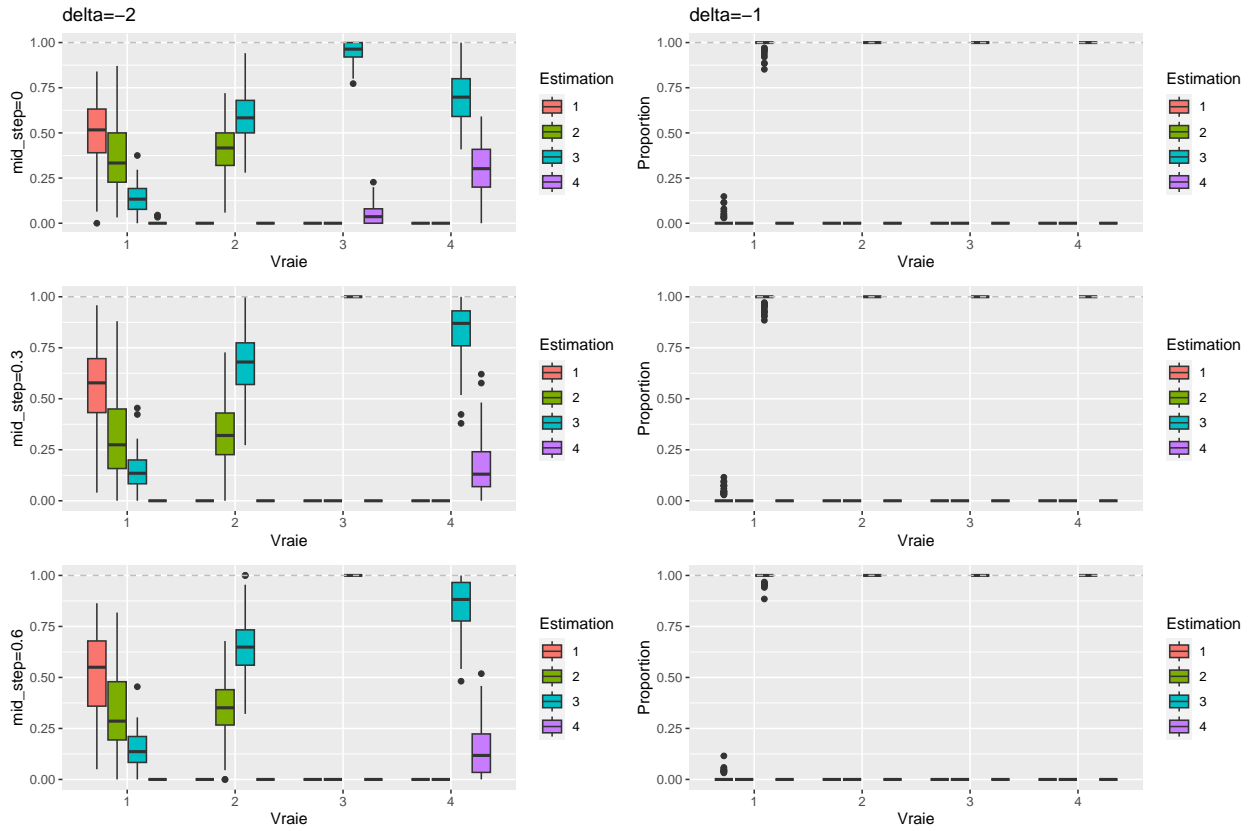 delta=−2
delta=−1
mid_step=0
1.00
0.75
0.50
0.25
0.00
1 2 3 4
Vraie
Estimation
1
2
3
4
Proportion
1.00
0.75
0.50
0.25
0.00
1 2 3 4
Vraie
Estimation
1
2
3
4
mid_step=0.3
1.00
0.75
0.50
0.25
0.00
1 2 3 4
Vraie
Estimation
1
2
3
4
Proportion
1.00
0.75
0.50
0.25
0.00
1 2 3 4
Vraie
Estimation
1
2
3
4
mid_step=0.6
1.00
0.75
0.50
0.25
0.00
1 2 3 4
Vraie
Estimation
1
2
3
4
Proportion
1.00
0.75
0.50
0.25
0.00
1 2 3 4
Vraie
Estimation
1
2
3
4